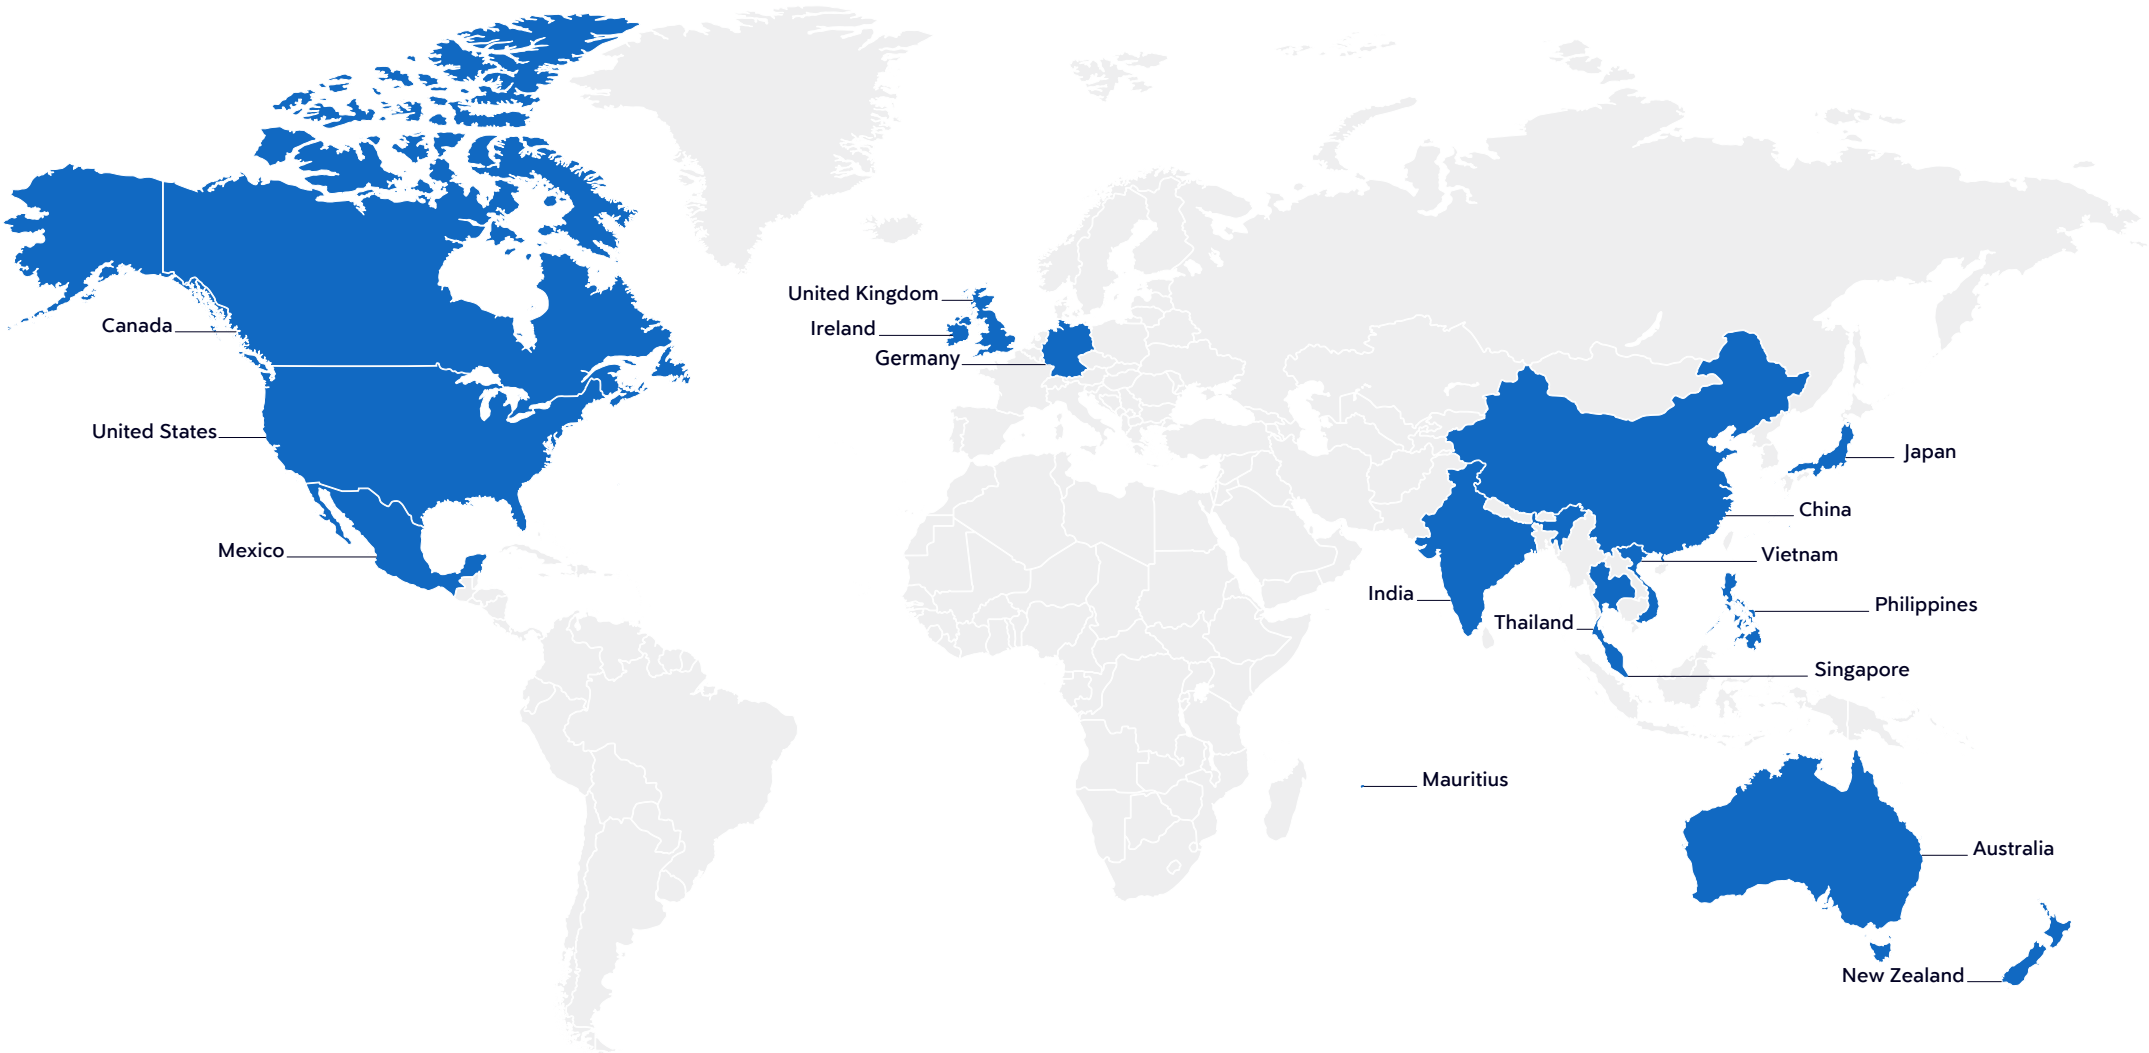 United Kingdom
Canada
Ireland
Germany
United States
Japan
China
Mexico
Vietnam
India
Philippines
Thailand
Singapore
Mauritius
Australia
New Zealand